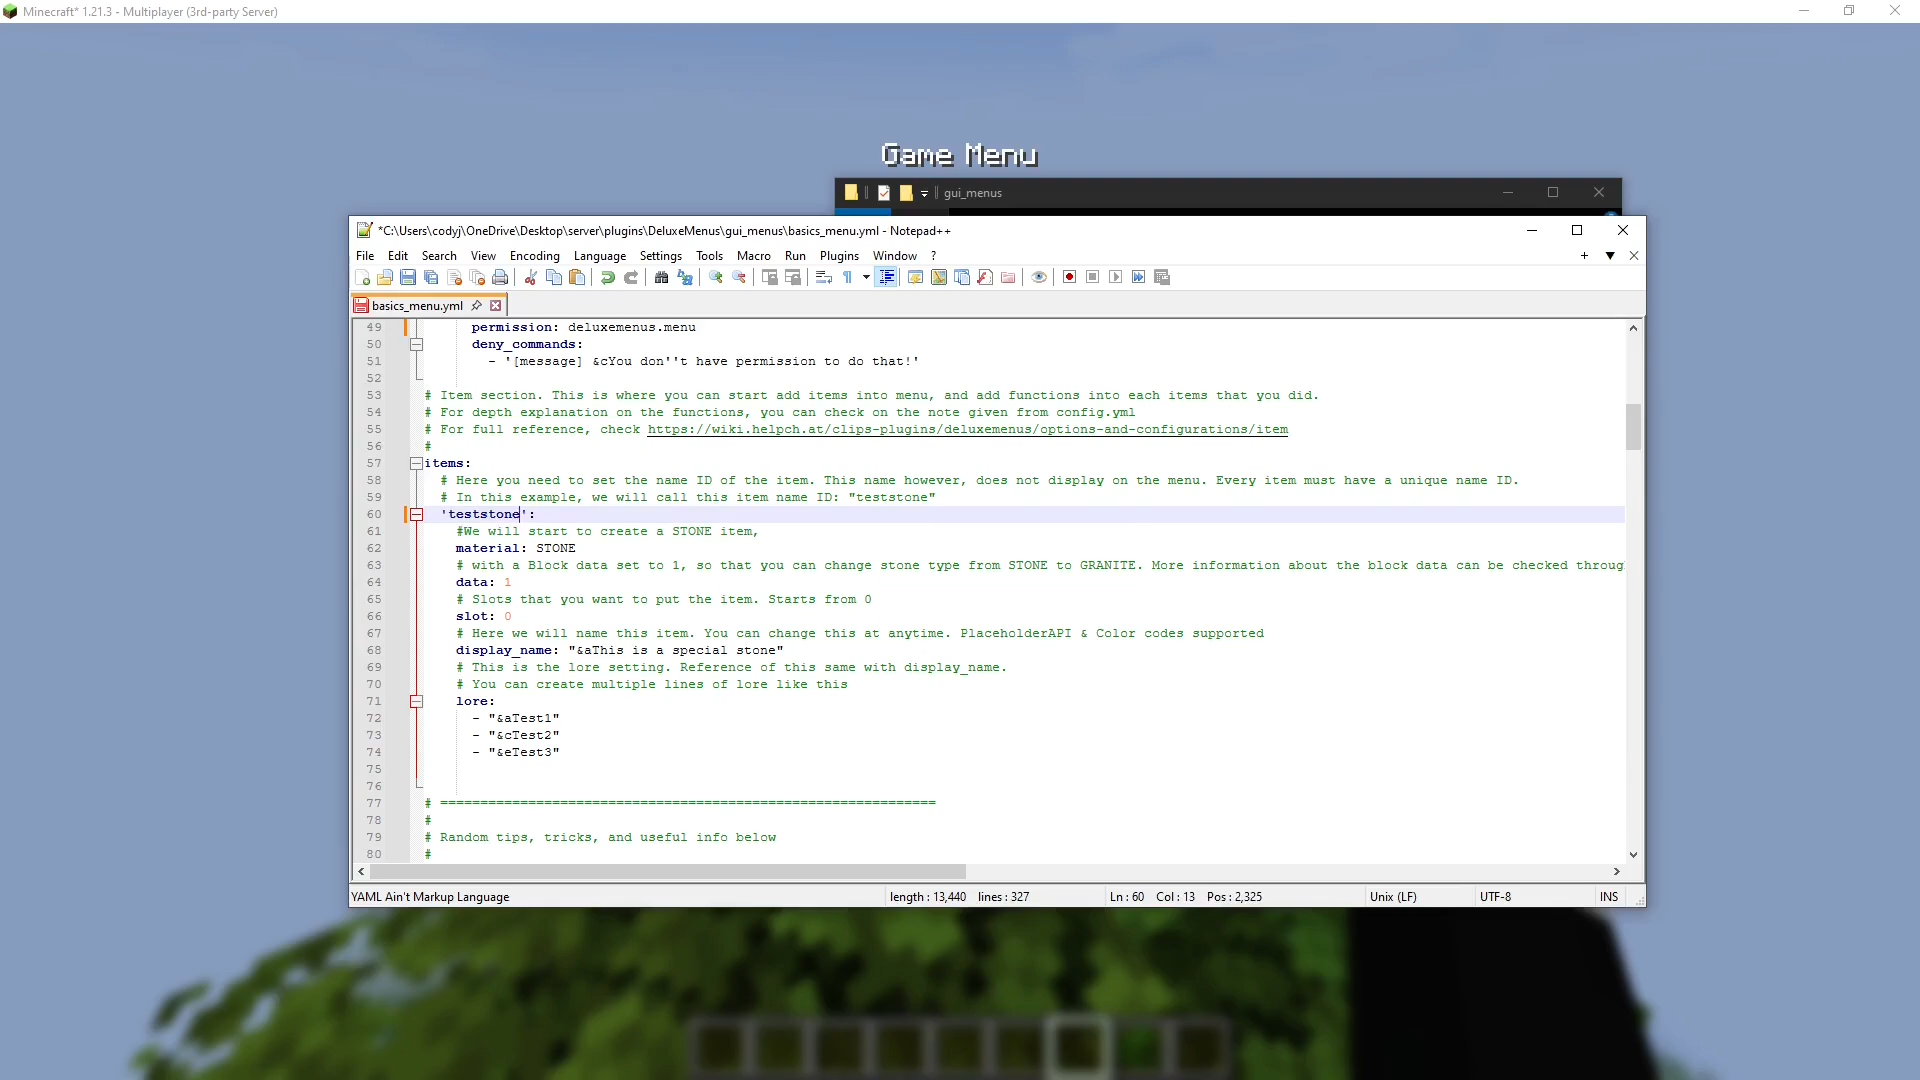 Minecraft* 1.21.3 - Multiplayer (3rd-party Server)
Game Menu
gui_menus
*C:\Users\codyj\OneDrive\Desktop\server\plugins\DeluxeMenus\gui_menus\basics_menu.yml - Notepad++
File Edit Search View Encoding Language Settings Tools Macro Run Plugins Window ?
basics_menu.yml
49 permission: deluxemenus.menu
50 deny_commands:
51 - '[message] &cYou don''t have permission to do that!'
52
53 # Item section. This is where you can start add items into menu, and add functions into each items that you did.
54 # For depth explanation on the functions, you can check on the note given from config.yml
55 # For full reference, check https://wiki.helpch.at/clips-plugins/deluxemenus/options-and-configurations/item
56 #
57 items:
58 # Here you need to set the name ID of the item. This name however, does not display on the menu. Every item must have a unique name ID.
59 # In this example, we will call this item name ID: "teststone"
60 'teststone':
61 #We will start to create a STONE item,
62 material: STONE
63 # with a Block data set to 1, so that you can change stone type from STONE to GRANITE. More information about the block data can be checked throug
64 data: 1
65 # Slots that you want to put the item. Starts from 0
66 slot: 0
67 # Here we will name this item. You can change this at anytime. PlaceholderAPI & Color codes supported
68 display_name: "&aThis is a special stone"
69 # This is the lore setting. Reference of this same with display_name.
70 # You can create multiple lines of lore like this
71 lore:
72 - "&aTest1"
73 - "&cTest2"
74 - "&eTest3"
75
76
77 # ==============================================================
78 #
79 # Random tips, tricks, and useful info below
80 #
YAML Ain't Markup Language length : 13,440 lines : 327 Ln : 60 Col : 13 Pos : 2,325 Unix (LF) UTF-8 INS